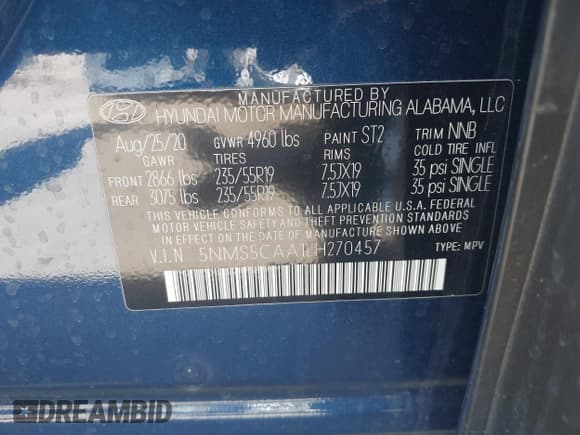 MANUFACTURED BY
HYUNDAI MOTOR MANUFACTURING ALABAMA, LLC
Aug/25/20 GVWR 4960 lbs PAINT ST2 TRIM NNB
GAWR TIRES RIMS COLD TIRE INFL
FRONT 2866 lbs 235/55R19 7.5JX19 35 psi SINGLE
REAR 3075 lbs 235/55R19 7.5JX19 35 psi SINGLE
THIS VEHICLE CONFORMS TO ALL APPLICABLE U.S.A. FEDERAL
MOTOR VEHICLE SAFETY AND THEFT PREVENTION STANDARDS
IN EFFECT ON THE DATE OF MANUFACTURE SHOWN ABOVE.
V.I.N 5NMS5CAA1LH270457 TYPE: MPV
DREAMBID